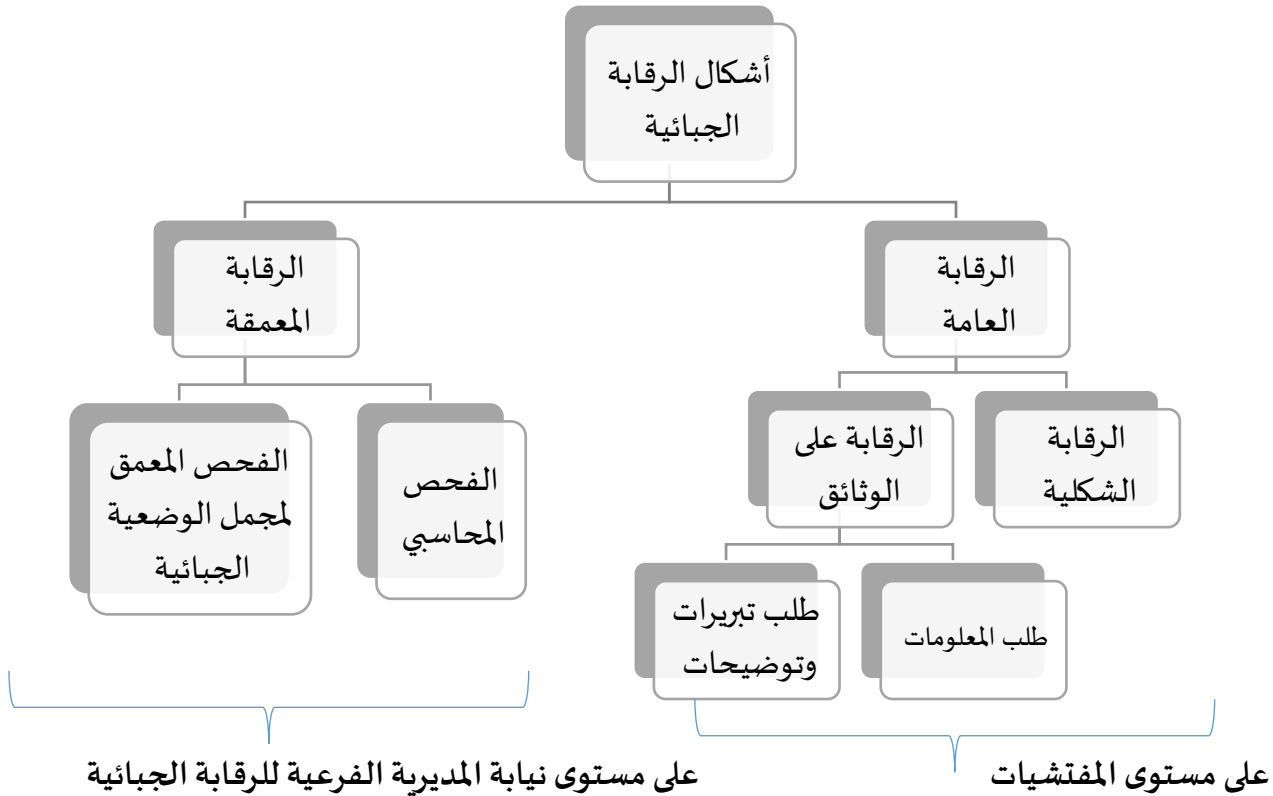 أشكال الرقابة
الجبائية
الرقابة
العامة
الرقابة
المعمقة
الرقابة
الشكلية
الرقابة على
الوثائق
الفحص
المحاسبي
الفحص المعمق
لمجمل الوضعية
الجبائية
طلب المعلومات
طلب تبريرات
وتوضيحات
على مستوى المفتشيات
على مستوى نيابة المديرية الفرعية للرقابة الجبائية